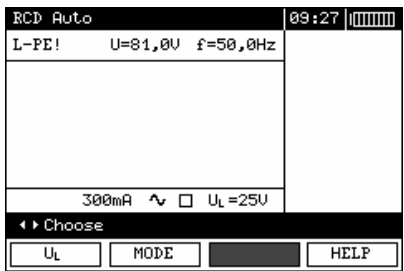 RCD Auto 09:27
L-PE! U=81,0V f=50,0Hz
300mA UL=25V
Choose
UL MODE HELP